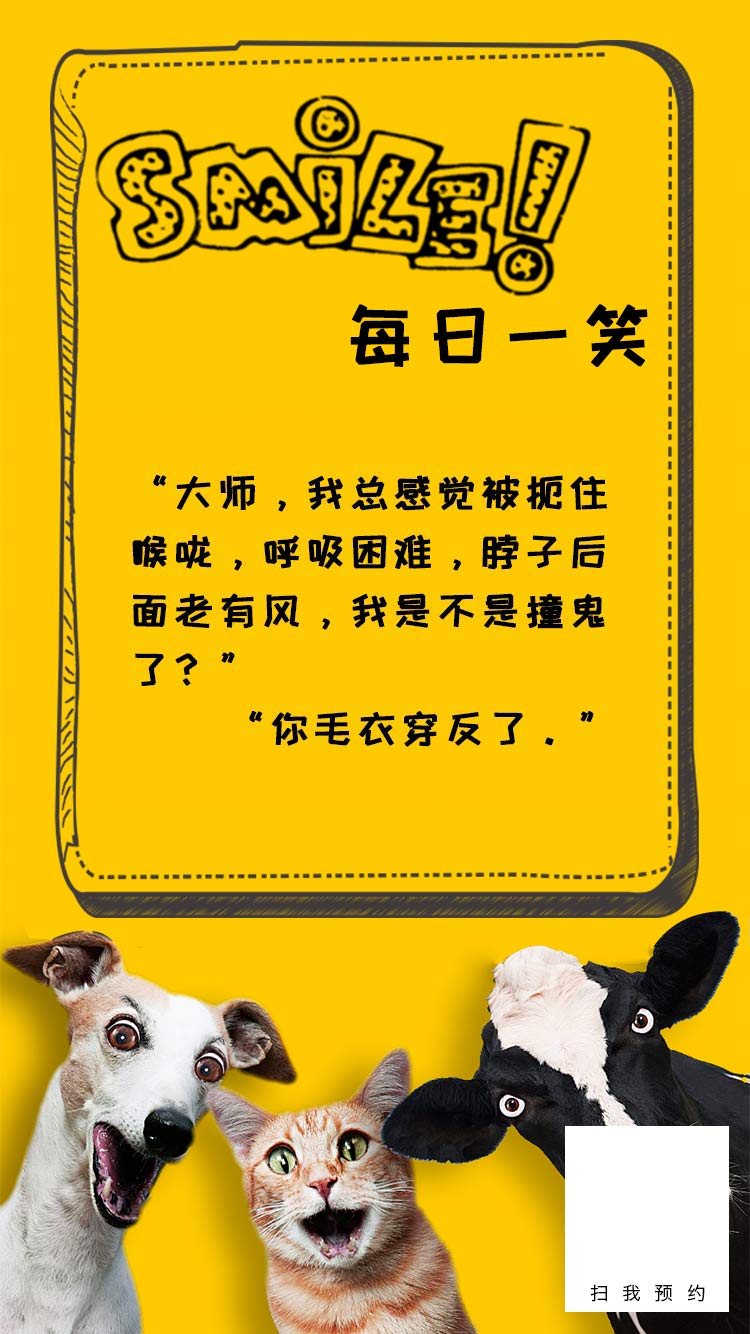 SMILE!
每日一笑
“大师，我总感觉被扼住
喉咙，呼吸困难，脖子后
面老有风，我是不是撞鬼
了？”
“你毛衣穿反了．”
扫我预约